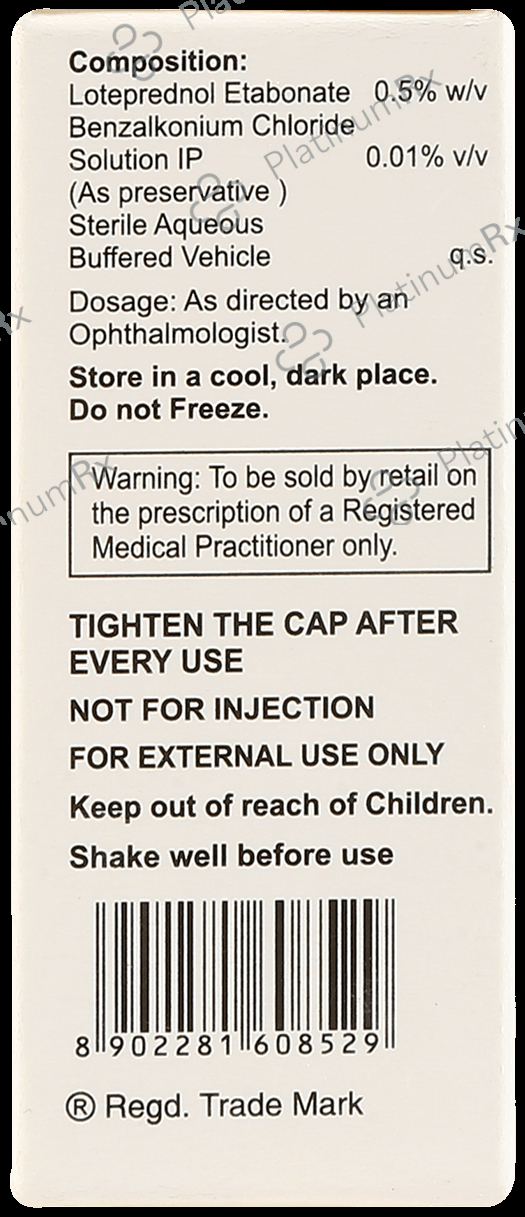 Composition:
Loteprednol Etabonate 0.5% w/v
Benzalkonium Chloride
Solution IP 0.01% v/v
(As preservative )
Sterile Aqueous
Buffered Vehicle q.s.
Dosage: As directed by an
Ophthalmologist.
Store in a cool, dark place.
Do not Freeze.
Warning: To be sold by retail on
the prescription of a Registered
Medical Practitioner only.
TIGHTEN THE CAP AFTER
EVERY USE
NOT FOR INJECTION
FOR EXTERNAL USE ONLY
Keep out of reach of Children.
Shake well before use
8 902281 608529
® Regd. Trade Mark
PlatinumRx
PlatinumRx
PlatinumRx